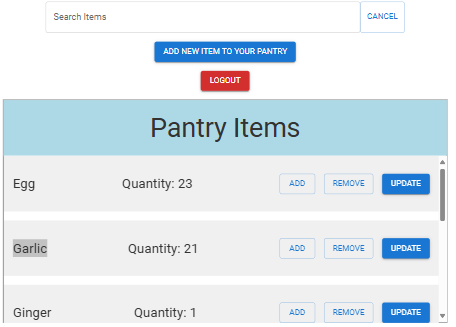 Search Items CANCEL
ADD NEW ITEM TO YOUR PANTRY
LOGOUT
Pantry Items
Egg Quantity: 23 ADD REMOVE UPDATE
Garlic Quantity: 21 ADD REMOVE UPDATE
Ginger Quantity: 1 ADD REMOVE UPDATE